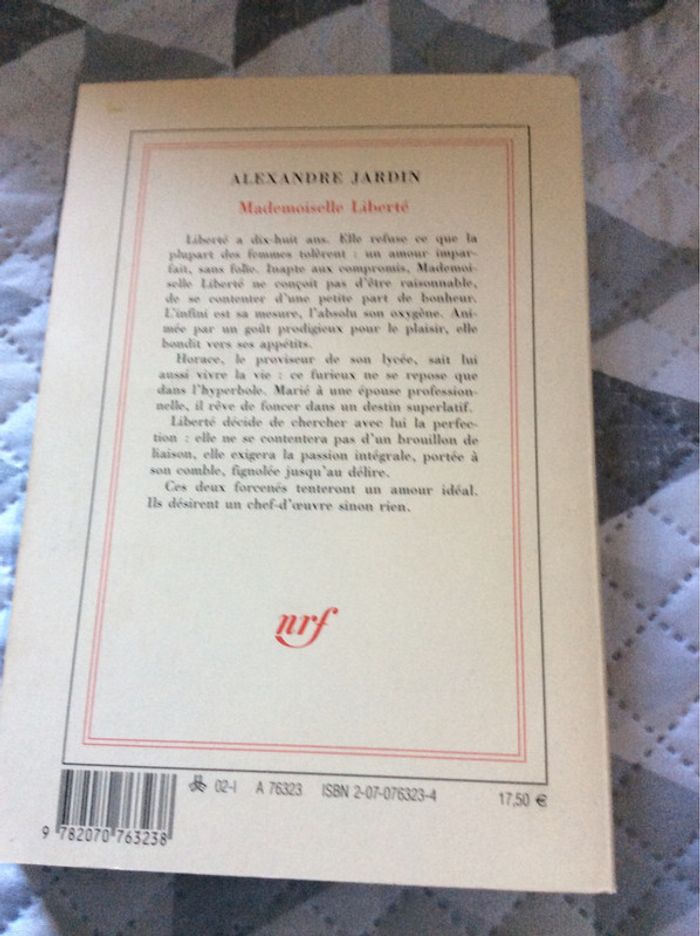 ALEXANDRE JARDIN
Mademoiselle Liberté
Liberté a dix-huit ans. Elle refuse ce que la
plupart des femmes tolèrent : un amour impar-
fait, sans folie. Inapte aux compromis, Mademoi-
selle Liberté ne conçoit pas d'être raisonnable,
de se contenter d'une petite part de bonheur.
L'infini est sa mesure, l'absolu son oxygène. Ani-
mée par un goût prodigieux pour le plaisir, elle
bondit vers ses appétits.
Horace, le proviseur de son lycée, sait lui
aussi vivre la vie : ce furieux ne se repose que
dans l'hyperbole. Marié à une épouse profession-
nelle, il rêve de foncer dans un destin superlatif.
Liberté décide de chercher avec lui la perfec-
tion : elle ne se contentera pas d'un brouillon de
liaison, elle exigera la passion intégrale, portée à
son comble, fignolée jusqu'au délire.
Ces deux forcenés tenteront un amour idéal.
Ils désirent un chef-d'œuvre sinon rien.
nrf
02-I A 76323 ISBN 2-07-076323-4 17,50 €
9 782070 763238